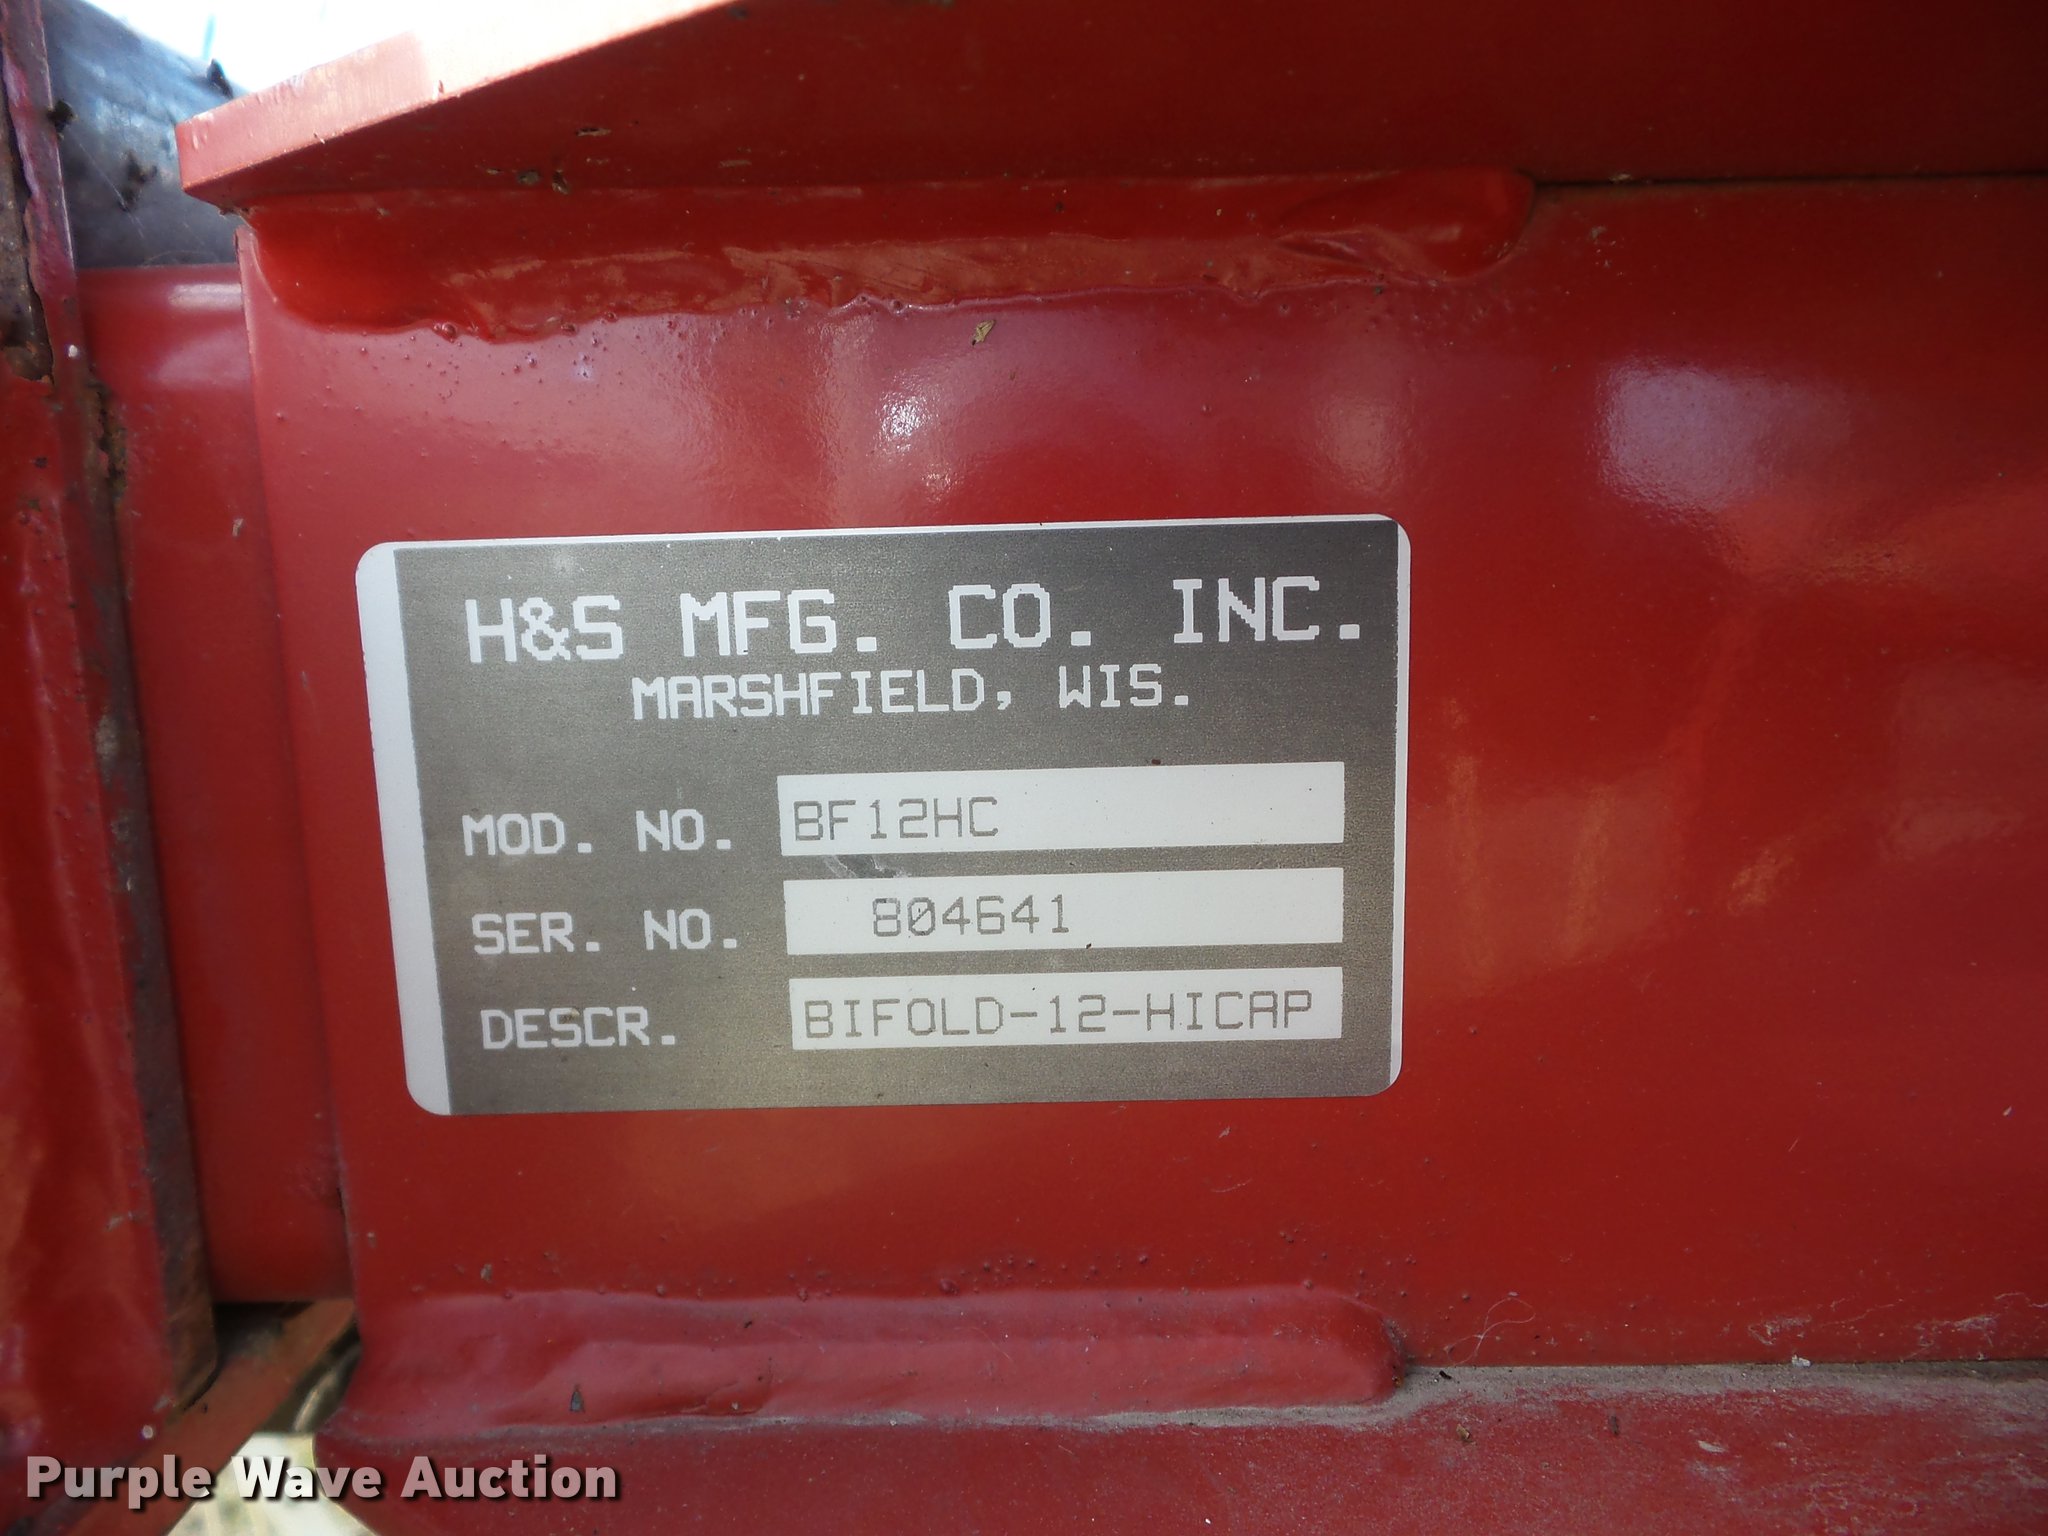 H&S MFG. CO. INC.
MARSHFIELD, WIS.
MOD. NO. BF12HC
SER. NO. 804641
DESCR. BIFOLD-12-HICAP
Purple Wave Auction